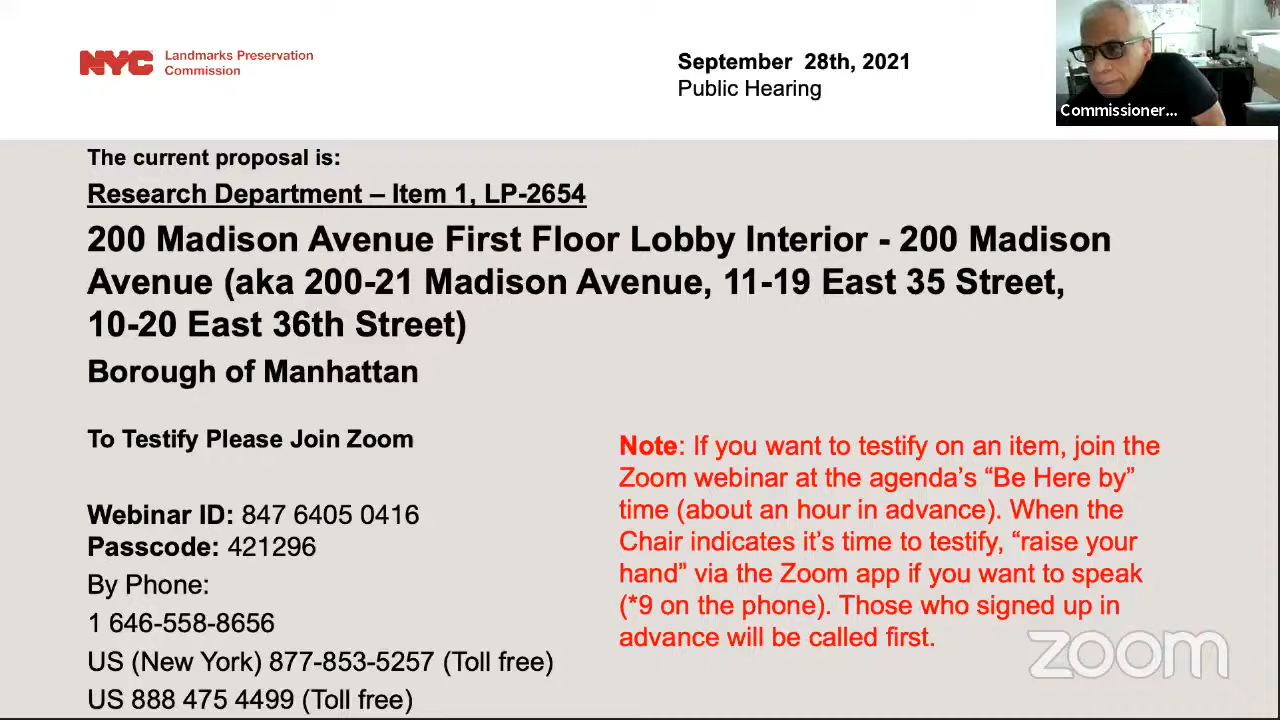 NYC Landmarks Preservation
Commission
September 28th, 2021
Public Hearing
Commissioner...
The current proposal is:
Research Department – Item 1, LP-2654
200 Madison Avenue First Floor Lobby Interior - 200 Madison
Avenue (aka 200-21 Madison Avenue, 11-19 East 35 Street,
10-20 East 36th Street)
Borough of Manhattan
To Testify Please Join Zoom
Webinar ID: 847 6405 0416
Passcode: 421296
By Phone:
1 646-558-8656
US (New York) 877-853-5257 (Toll free)
US 888 475 4499 (Toll free)
Note: If you want to testify on an item, join the
Zoom webinar at the agenda’s “Be Here by”
time (about an hour in advance). When the
Chair indicates it’s time to testify, “raise your
hand” via the Zoom app if you want to speak
(*9 on the phone). Those who signed up in
advance will be called first.
zoom